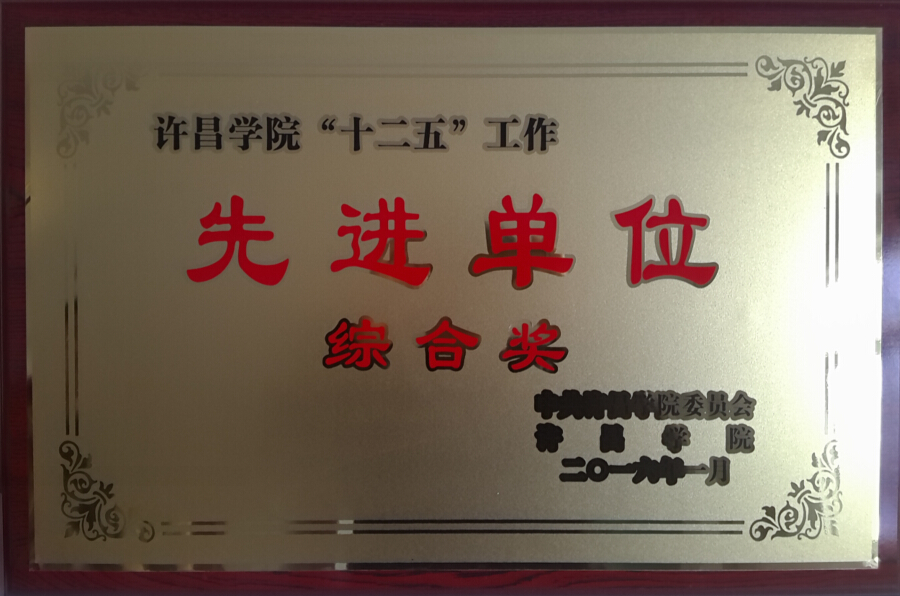 许昌学院“十二五”工作
先进单位
综合奖
中共许昌学院委员会
许昌学院
二〇一六年一月